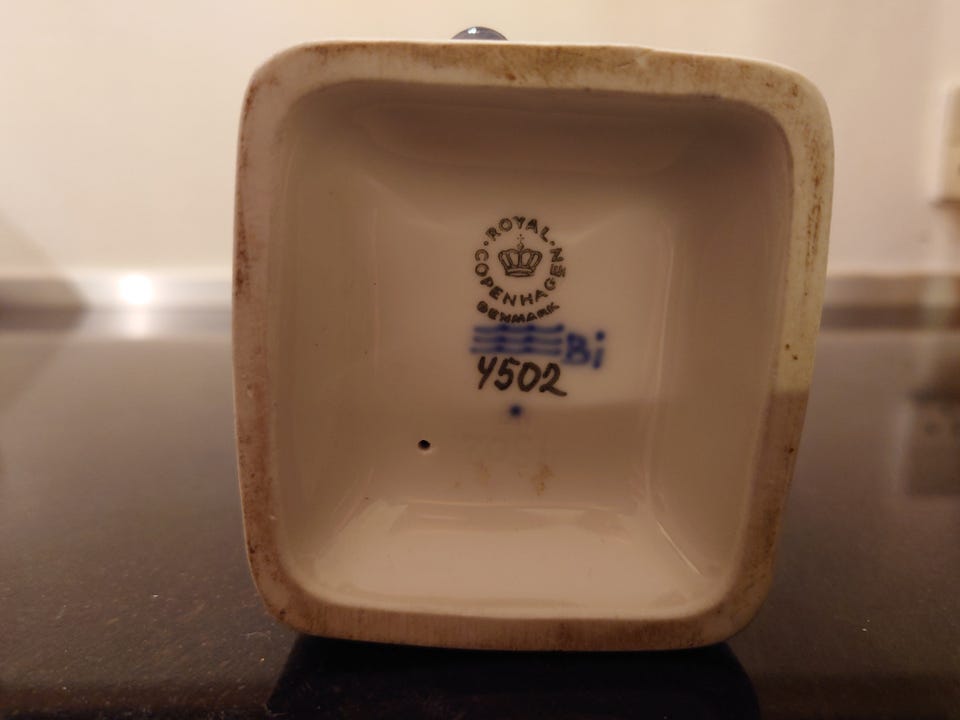 ROYAL
COPENHAGEN
DENMARK
Bi
4502